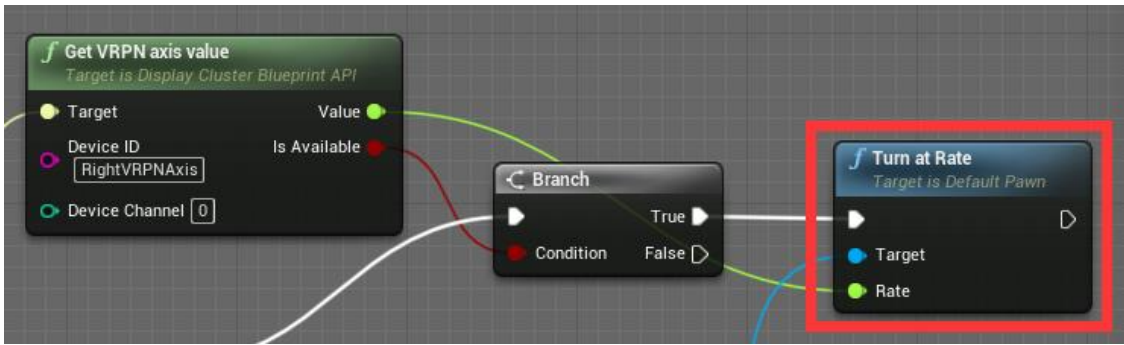 Get VRPN axis value
Target is Display Cluster Blueprint API
Target
Value
Device ID
Is Available
RightVRPNAxis
Device Channel 0
Branch
True
Condition
False
Turn at Rate
Target is Default Pawn
Target
Rate